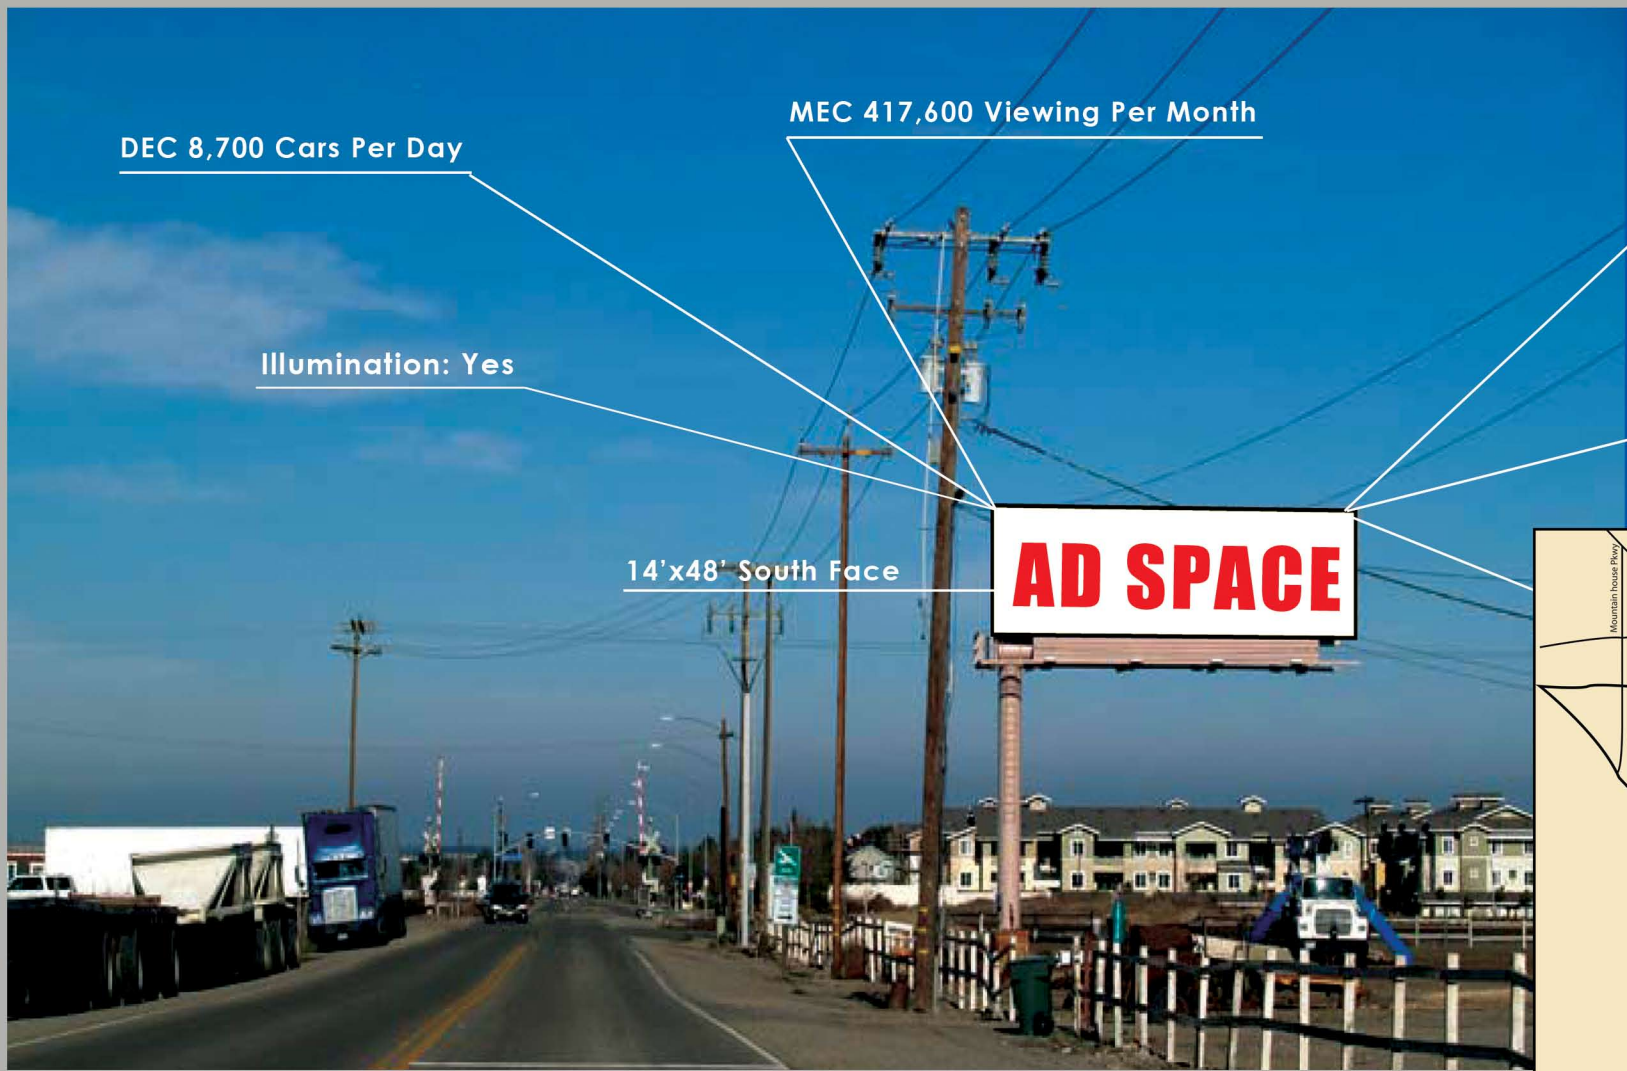 MEC 417,600 Viewing Per Month
DEC 8,700 Cars Per Day
Illumination: Yes
14’x48’ South Face
AD SPACE
Mountain house Pkwy